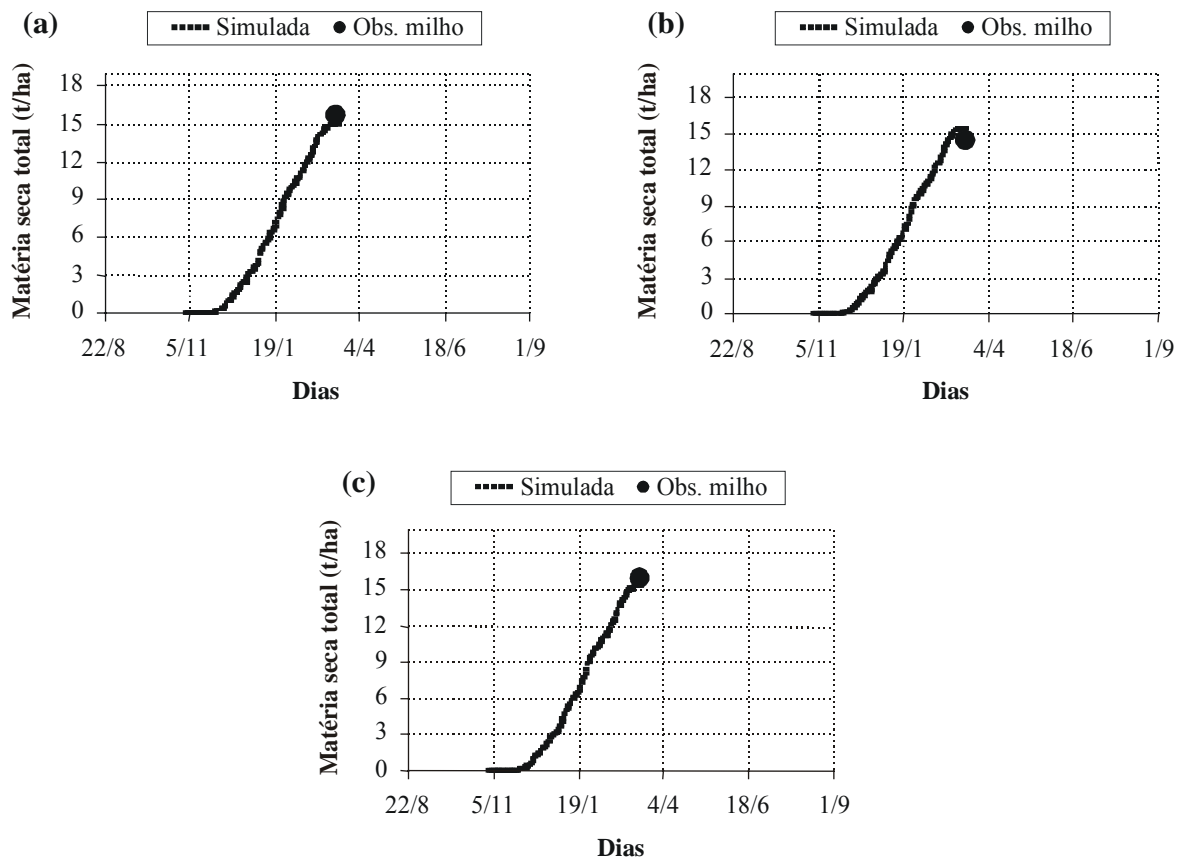 (a)
Simulada Obs. milho
Matéria seca total (t/ha)
18
15
12
9
6
3
0
22/8 5/11 19/1 4/4 18/6 1/9
Dias
(b)
Simulada Obs. milho
Matéria seca total (t/ha)
18
15
12
9
6
3
0
22/8 5/11 19/1 4/4 18/6 1/9
Dias
(c)
Simulada Obs. milho
Matéria seca total (t/ha)
18
15
12
9
6
3
0
22/8 5/11 19/1 4/4 18/6 1/9
Dias